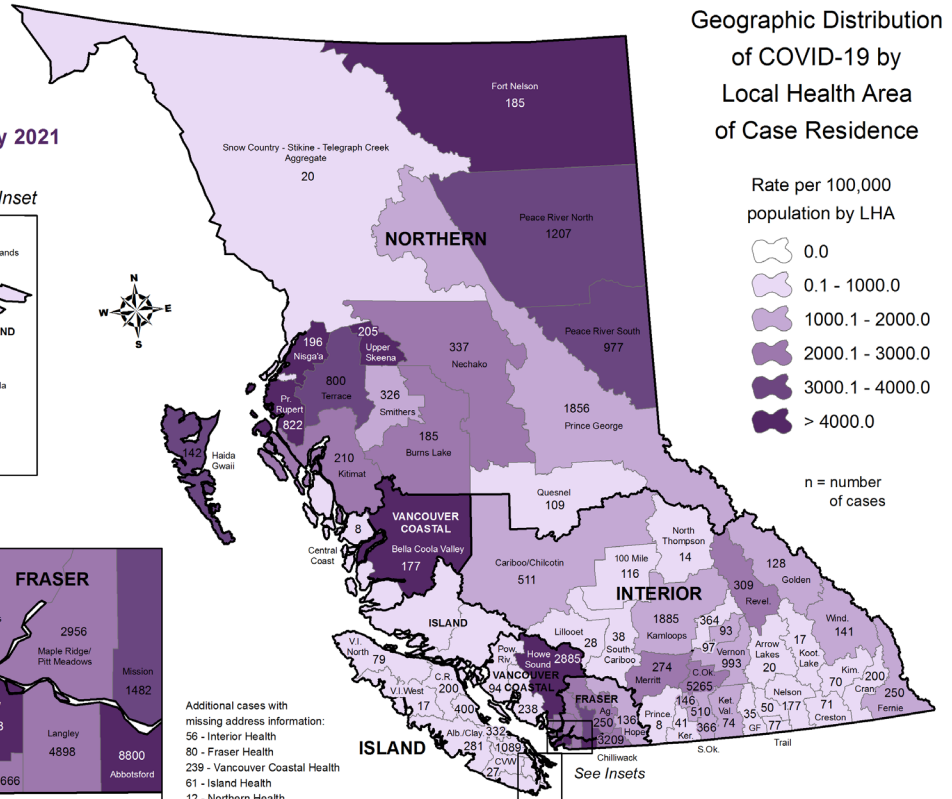 Geographic Distribution
of COVID-19 by
Local Health Area
of Case Residence
y 2021
Inset
ands
ND
la
N
W E
S
Rate per 100,000
population by LHA
0.0
0.1 - 1000.0
1000.1 - 2000.0
2000.1 - 3000.0
3000.1 - 4000.0
> 4000.0
n = number
of cases
Fort Nelson
185
Snow Country - Stikine - Telegraph Creek
Aggregate
20
NORTHERN
Peace River North
1207
Peace River South
977
196
Nisga'a
205
Upper
Skeena
337
Nechako
800
Terrace
326
Smithers
Pr.
Rupert
822
1856
Prince George
185
Burns Lake
210
Kitimat
142
Haida
Gwaii
Quesnel
109
8
Central
Coast
VANCOUVER
COASTAL
Bella Coola Valley
177
Cariboo/Chilcotin
511
North
Thompson
14
100 Mile
116
INTERIOR
309
Revel.
128
Golden
Wind.
141
1885
Kamloops
364
93
97
Vernon
993
Arrow
Lakes
20
17
Koot.
Lake
Lillooet
28
38
South
Cariboo
274
Merritt
C.Ok.
5265
Kim.
70
200
Cran.
250
Fernie
Nelson
177
71
Creston
50
35
GF
77
Trail
Ket.
Val.
74
146
510
366
S.Ok.
41
Ker.
Prince.
8
ISLAND
V.I.
North
79
V.I.West
17
C.R.
200
400
Pow.
Riv.
94
Howe
Sound
2885
VANCOUVER
COASTAL
59
238
FRASER
Ag.
250
136
Hope
3209
Chilliwack
Alb./Clay.
281
332
1089
CVW
27
ISLAND
See Insets
FRASER
2956
Maple Ridge/
Pitt Meadows
Mission
1482
Langley
4898
8800
Abbotsford
666
3
Additional cases with
missing address information:
56 - Interior Health
80 - Fraser Health
239 - Vancouver Coastal Health
61 - Island Health
12 - Northern Health